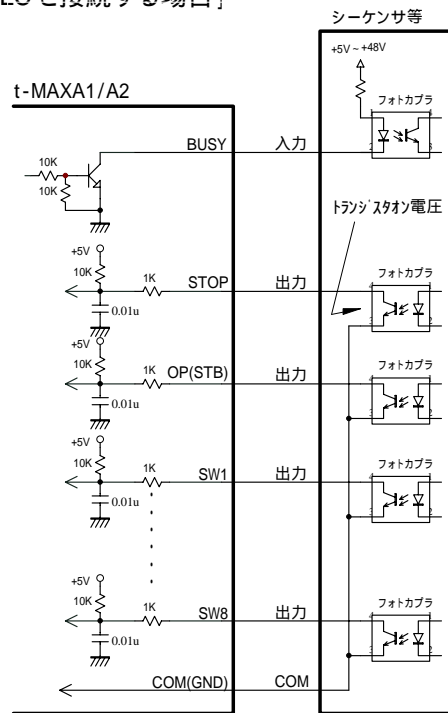 と接続する場合」
シーケンサ等
+5V~+48V
t-MAXA1/A2
フォトカプラ
BUSY
入力
10K
10K
トランジスタオン電圧
+5V
10K
1K
STOP
出力
フォトカプラ
0.01u
+5V
10K
1K
OP(STB)
出力
フォトカプラ
0.01u
+5V
10K
1K
SW1
出力
フォトカプラ
0.01u
+5V
10K
1K
SW8
出力
フォトカプラ
0.01u
COM(GND)
COM